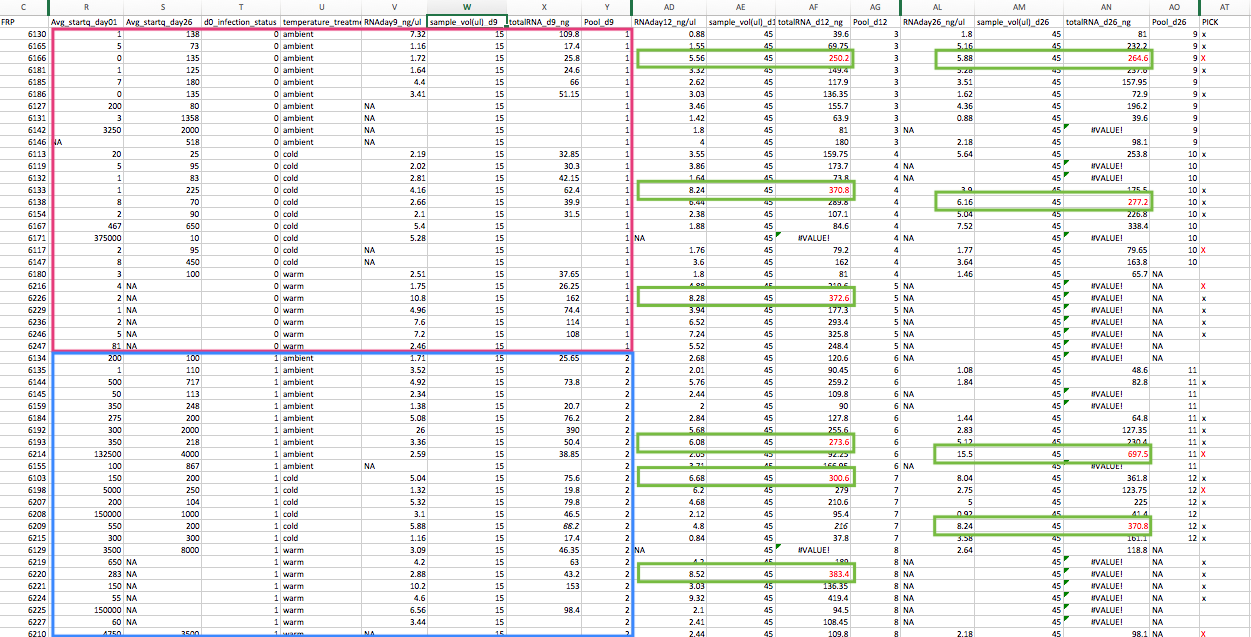 C R S T U V W X Y AD AE AF AG AL AM AN AO AT
FRP Avg_startq_day01 Avg_startq_day26 d0_infection_status temperature_treatme RNAday9_ng/ul sample_vol(ul)_d9 totalRNA_d9_ng Pool_d9 RNAday12_ng/ul sample_vol(ul)_d1 totalRNA_d12_ng Pool_d12 RNAday26_ng/ul sample_vol(ul)_d26 totalRNA_d26_ng Pool_d26 PICK
6130 1 138 0 ambient 7.32 15 109.8 1 0.88 45 39.6 3 1.8 45 81 9 x
6165 5 73 0 ambient 1.16 15 17.4 1 1.55 45 69.75 3 5.16 45 232.2 9 x
6166 0 135 0 ambient 1.72 15 25.8 1 5.56 45 250.2 3 5.88 45 264.6 9 X
6181 1 125 0 ambient 1.64 15 24.6 1 3.32 45 149.4 3 5.28 45 237.6 9 x
6185 7 180 0 ambient 4.4 15 66 1 2.62 45 117.9 3 3.51 45 157.95 9
6186 0 135 0 ambient 3.41 15 51.15 1 3.03 45 136.35 3 1.62 45 72.9 9 x
6127 200 80 0 ambient NA 15 1 3.46 45 155.7 3 4.36 45 196.2 9
6131 3 1358 0 ambient NA 15 1 1.42 45 63.9 3 0.88 45 39.6 9
6142 3250 2000 0 ambient NA 15 1 1.8 45 81 3 NA 45 #VALUE! 9
6146 NA 518 0 ambient NA 15 1 4 45 180 3 2.18 45 98.1 9
6113 20 25 0 cold 2.19 15 32.85 1 3.55 45 159.75 4 5.64 45 253.8 10 x
6119 5 95 0 cold 2.02 15 30.3 1 3.86 45 173.7 4 NA 45 #VALUE! 10
6132 1 83 0 cold 2.81 15 42.15 1 1.64 45 73.8 4 NA 45 #VALUE! 10
6133 1 225 0 cold 4.16 15 62.4 1 8.24 45 370.8 4 3.9 45 175.5 10 x
6138 8 70 0 cold 2.66 15 39.9 1 6.44 45 289.8 4 6.16 45 277.2 10 x
6154 2 90 0 cold 2.1 15 31.5 1 2.38 45 107.1 4 5.04 45 226.8 10 x
6167 467 650 0 cold 5.4 15 1 1.88 45 84.6 4 7.52 45 338.4 10
6171 375000 10 0 cold 5.28 15 1 NA 45 #VALUE! 4 NA 45 #VALUE! 10
6117 2 95 0 cold NA 15 1 1.76 45 79.2 4 1.77 45 79.65 10 X
6147 8 450 0 cold NA 15 1 3.6 45 162 4 3.64 45 163.8 10
6180 3 100 0 warm 2.51 15 37.65 1 1.8 45 81 4 1.46 45 65.7 NA
6216 4 NA 0 warm 1.75 15 26.25 1 4.88 45 219.6 5 NA 45 #VALUE! NA X
6226 2 NA 0 warm 10.8 15 162 1 8.28 45 372.6 5 NA 45 #VALUE! NA x
6229 1 NA 0 warm 4.96 15 74.4 1 3.94 45 177.3 5 NA 45 #VALUE! NA x
6236 2 NA 0 warm 7.6 15 114 1 6.52 45 293.4 5 NA 45 #VALUE! NA x
6246 5 NA 0 warm 7.2 15 108 1 7.24 45 325.8 5 NA 45 #VALUE! NA x
6247 81 NA 0 warm 2.46 15 1 5.52 45 248.4 5 NA 45 #VALUE! NA
6134 200 100 1 ambient 1.71 15 25.65 2 2.68 45 120.6 6 NA 45 #VALUE! NA
6135 1 110 1 ambient 3.52 15 2 2.01 45 90.45 6 1.08 45 48.6 11
6144 500 717 1 ambient 4.92 15 73.8 2 5.76 45 259.2 6 1.84 45 82.8 11 x
6145 50 113 1 ambient 2.34 15 2 2.44 45 109.8 6 NA 45 #VALUE! 11
6159 350 248 1 ambient 1.38 15 20.7 2 2 45 90 6 NA 45 #VALUE! 11
6184 275 200 1 ambient 5.08 15 76.2 2 2.84 45 127.8 6 1.44 45 64.8 11 x
6192 300 2000 1 ambient 26 15 390 2 5.68 45 255.6 6 2.83 45 127.35 11 x
6193 350 218 1 ambient 3.36 15 50.4 2 6.08 45 273.6 6 5.12 45 230.4 11 x
6214 132500 4000 1 ambient 2.59 15 38.85 2 2.05 45 92.25 6 15.5 45 697.5 11 X
6155 100 867 1 ambient NA 15 2 3.71 45 166.95 6 NA 45 #VALUE! 11
6103 150 200 1 cold 5.04 15 75.6 2 6.68 45 300.6 7 8.04 45 361.8 12 x
6198 5000 250 1 cold 1.32 15 19.8 2 6.2 45 279 7 2.75 45 123.75 12 X
6207 200 104 1 cold 5.32 15 79.8 2 4.68 45 210.6 7 5 45 225 12 x
6208 150000 1000 1 cold 3.1 15 46.5 2 2.12 45 95.4 7 0.92 45 41.4 12
6209 550 200 1 cold 5.88 15 88.2 2 4.8 45 216 7 8.24 45 370.8 12 x
6215 300 300 1 cold 1.16 15 17.4 2 0.84 45 37.8 7 3.58 45 161.1 12 x
6129 3500 8000 1 warm 3.09 15 46.35 2 NA 45 #VALUE! 8 2.64 45 118.8 NA
6219 650 NA 1 warm 4.2 15 63 2 4.2 45 189 8 NA 45 #VALUE! NA x
6220 283 NA 1 warm 2.88 15 43.2 2 8.52 45 383.4 8 NA 45 #VALUE! NA x
6221 150 NA 1 warm 10.2 15 153 2 3.03 45 136.35 8 NA 45 #VALUE! NA x
6224 55 NA 1 warm 4.6 15 2 9.32 45 419.4 8 NA 45 #VALUE! NA x
6225 150000 NA 1 warm 6.56 15 98.4 2 2.1 45 94.5 8 NA 45 #VALUE! NA
6227 60 NA 1 warm 3.44 15 2 2.41 45 108.45 8 NA 45 #VALUE! NA
6210 4750 3500 1 warm NA 15 2 2.44 45 109.8 8 2.18 45 98.1 NA X